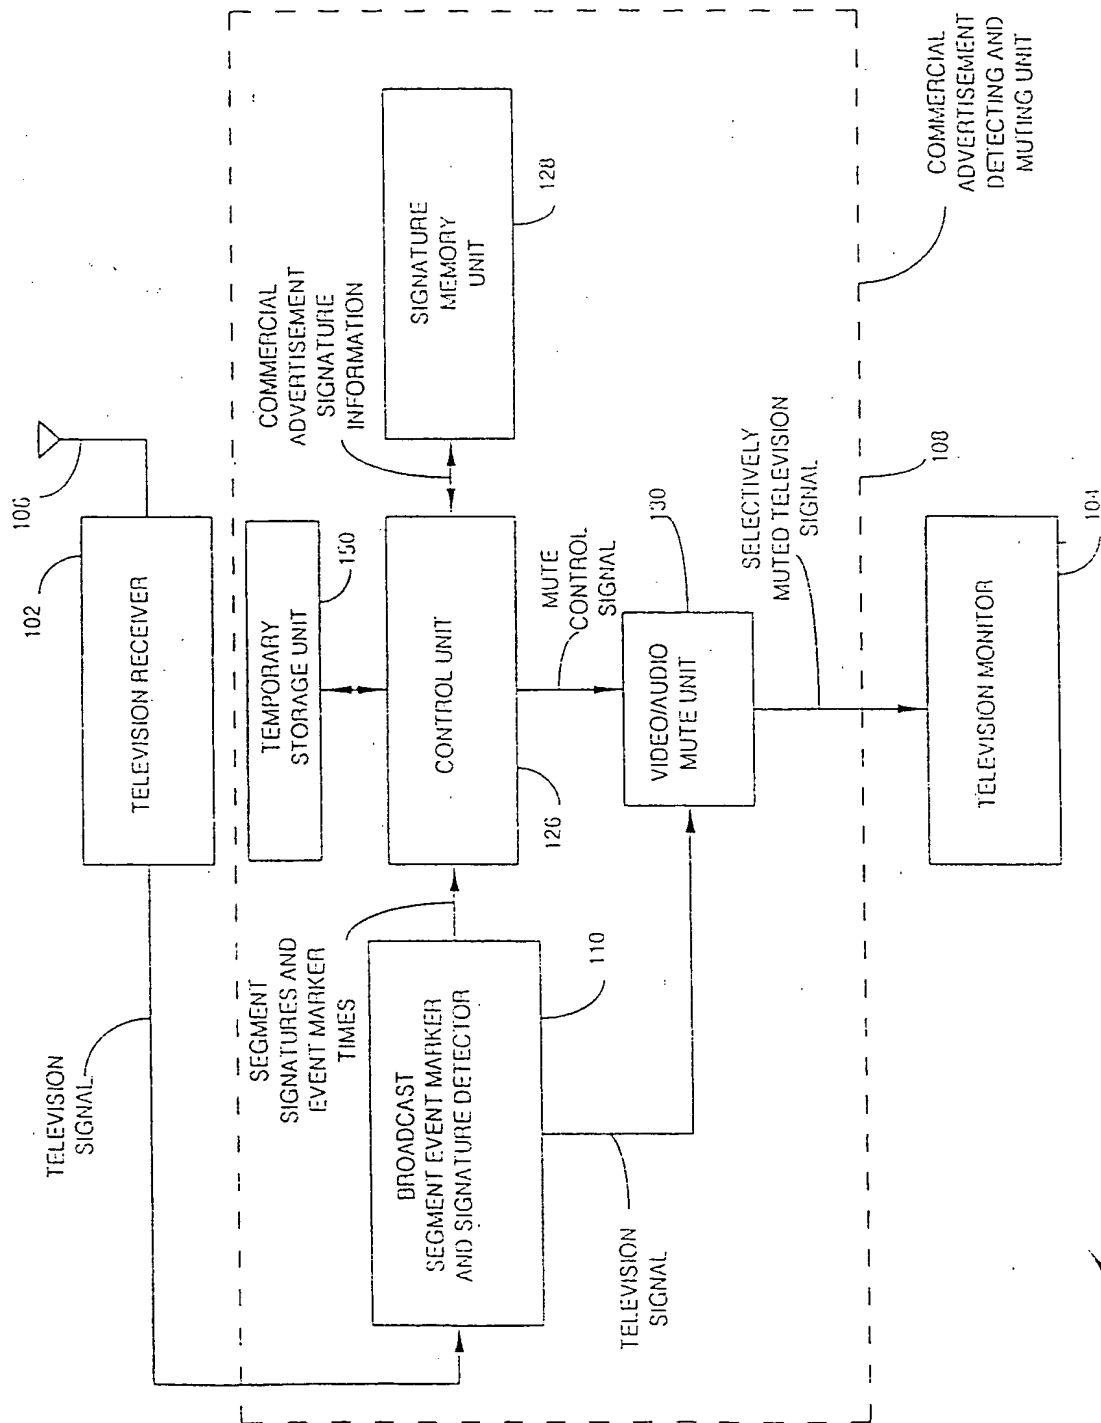 106
102
TELEVISION RECEIVER
TELEVISION
SIGNAL
TEMPORARY
STORAGE UNIT
150
SEGMENT
SIGNATURES AND
EVENT MARKER
TIMES
COMMERCIAL
ADVERTISEMENT
SIGNATURE
INFORMATION
BROADCAST
SEGMENT EVENT MARKER
AND SIGNATURE DETECTOR
110
CONTROL UNIT
126
SIGNATURE
MEMORY
UNIT
128
MUTE
CONTROL
SIGNAL
TELEVISION
SIGNAL
VIDEO/AUDIO
MUTE UNIT
130
SELECTIVELY
MUTED TELEVISION
SIGNAL
108
COMMERCIAL
ADVERTISEMENT
DETECTING AND
MUTING UNIT
TELEVISION MONITOR
104